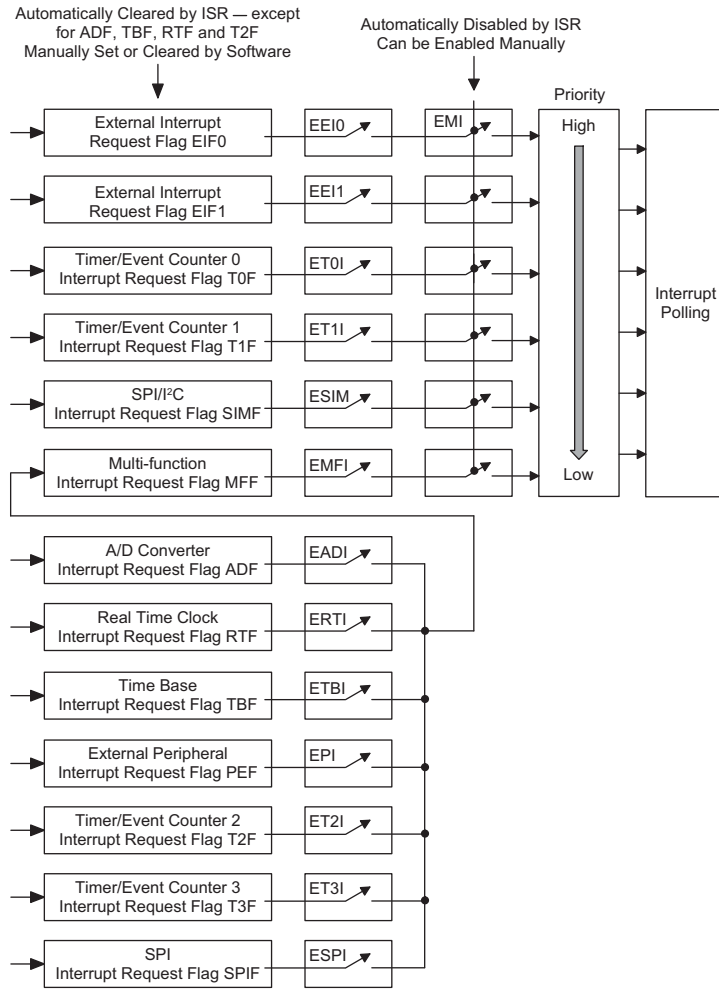 Automatically Cleared by ISR — except
for ADF, TBF, RTF and T2F
Manually Set or Cleared by Software
Automatically Disabled by ISR
Can be Enabled Manually
Priority
External Interrupt
Request Flag EIF0
EEI0
EMI
High
External Interrupt
Request Flag EIF1
EEI1
Timer/Event Counter 0
Interrupt Request Flag T0F
ET0I
Interrupt
Polling
Timer/Event Counter 1
Interrupt Request Flag T1F
ET1I
SPI/I²C
Interrupt Request Flag SIMF
ESIM
Multi-function
Interrupt Request Flag MFF
EMFI
Low
A/D Converter
Interrupt Request Flag ADF
EADI
Real Time Clock
Interrupt Request Flag RTF
ERTI
Time Base
Interrupt Request Flag TBF
ETBI
External Peripheral
Interrupt Request Flag PEF
EPI
Timer/Event Counter 2
Interrupt Request Flag T2F
ET2I
Timer/Event Counter 3
Interrupt Request Flag T3F
ET3I
SPI
Interrupt Request Flag SPIF
ESPI